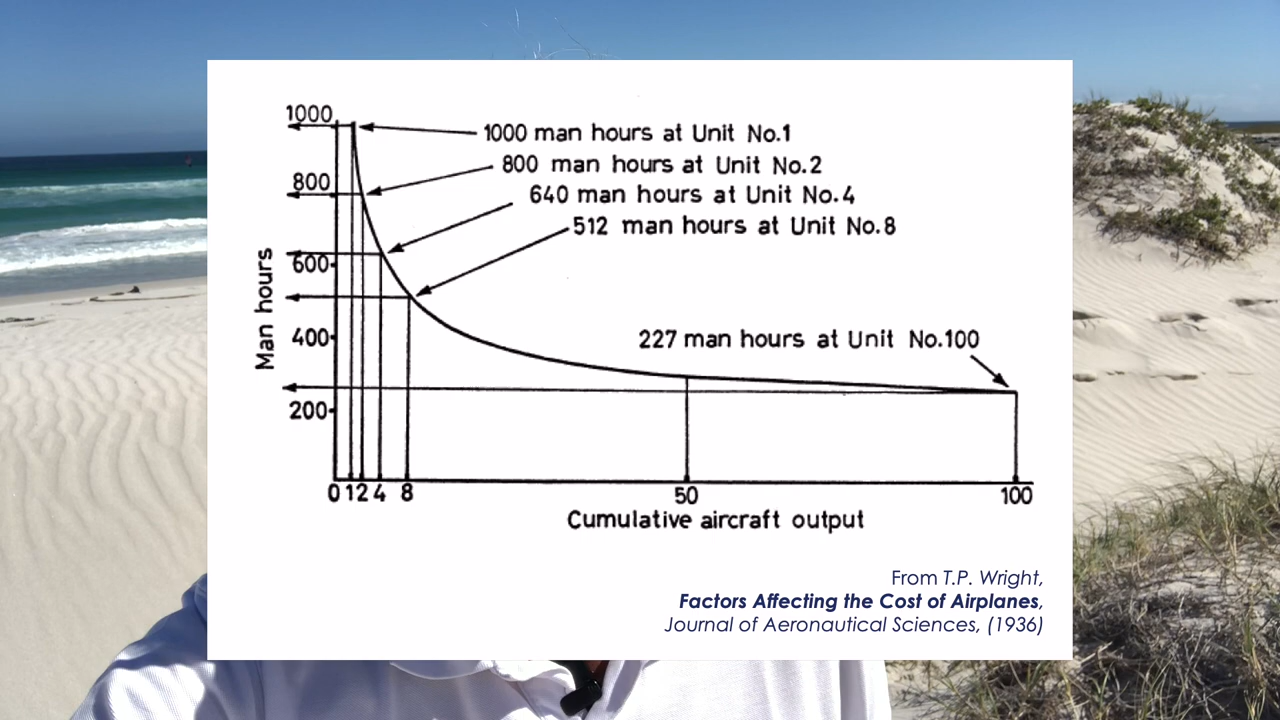 1000
1000 man hours at Unit No.1
800 man hours at Unit No.2
800
640 man hours at Unit No.4
512 man hours at Unit No.8
600
Man hours
400
227 man hours at Unit No.100
200
0 1 2 4 8 50 100
Cumulative aircraft output
From T.P. Wright,
Factors Affecting the Cost of Airplanes,
Journal of Aeronautical Sciences, (1936)